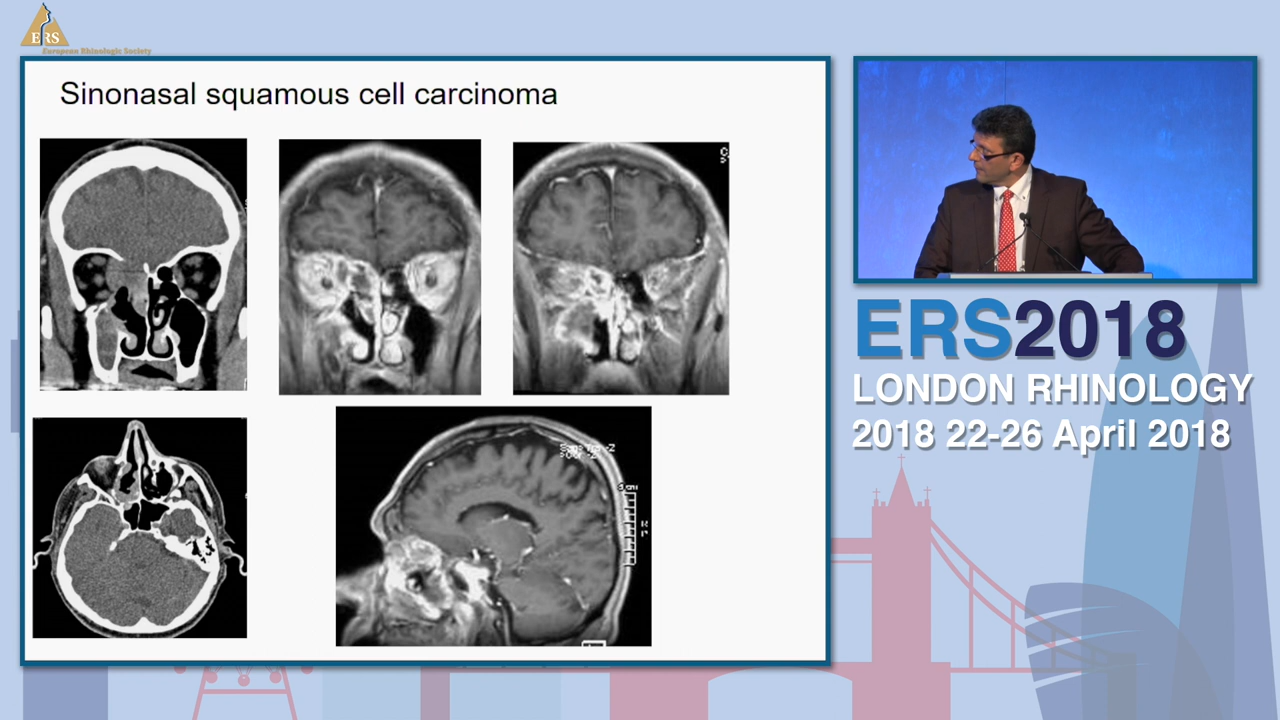 ERS
European Rhinologic Society
Sinonasal squamous cell carcinoma
ERS2018
LONDON RHINOLOGY
2018 22-26 April 2018